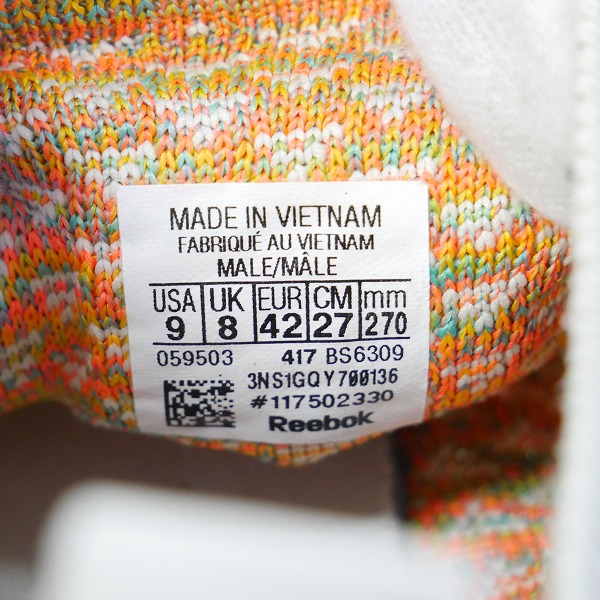 MADE IN VIETNAM
FABRIQUÉ AU VIETNAM
MALE/MÂLE
USA UK EUR CM mm
9 8 42 27 270
059503 417 BS6309
3NS1GQY700136
#117502330
Reebok